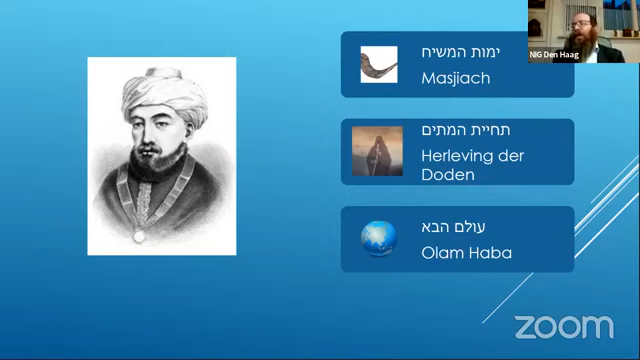 ימות המשיח
Masjiach
תחיית המתים
Herleving der
Doden
עולם הבא
Olam Haba
NIG Den Haag
zoom